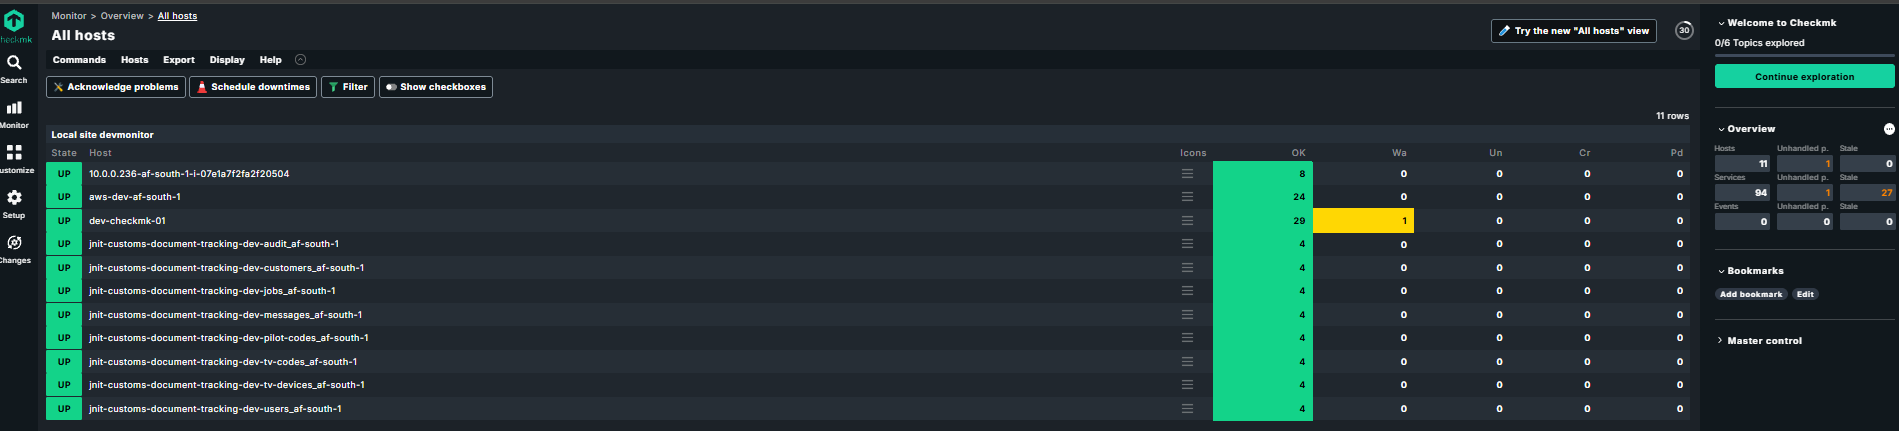 Monitor > Overview > All hosts
All hosts
Try the new "All hosts" view
30
checkmk
Search
Monitor
Customize
Setup
Changes
Commands Hosts Export Display Help
Acknowledge problems Schedule downtimes Filter Show checkboxes
11 rows
Local site devmonitor
State Host Icons OK Wa Un Cr Pd
UP 10.0.0.236-af-south-1-i-07e1a7f2fa2f20504 8 0 0 0 0
UP aws-dev-af-south-1 24 0 0 0 0
UP dev-checkmk-01 29 1 0 0 0
UP jnit-customs-document-tracking-dev-audit_af-south-1 4 0 0 0 0
UP jnit-customs-document-tracking-dev-customers_af-south-1 4 0 0 0 0
UP jnit-customs-document-tracking-dev-jobs_af-south-1 4 0 0 0 0
UP jnit-customs-document-tracking-dev-messages_af-south-1 4 0 0 0 0
UP jnit-customs-document-tracking-dev-pilot-codes_af-south-1 4 0 0 0 0
UP jnit-customs-document-tracking-dev-tv-codes_af-south-1 4 0 0 0 0
UP jnit-customs-document-tracking-dev-tv-devices_af-south-1 4 0 0 0 0
UP jnit-customs-document-tracking-dev-users_af-south-1 4 0 0 0 0
Welcome to Checkmk
0/6 Topics explored
Continue exploration
Overview
Hosts Unhandled p. Stale
11 1 0
Services Unhandled p. Stale
94 1 27
Events Unhandled p. Stale
0 0 0
Bookmarks
Add bookmark Edit
Master control